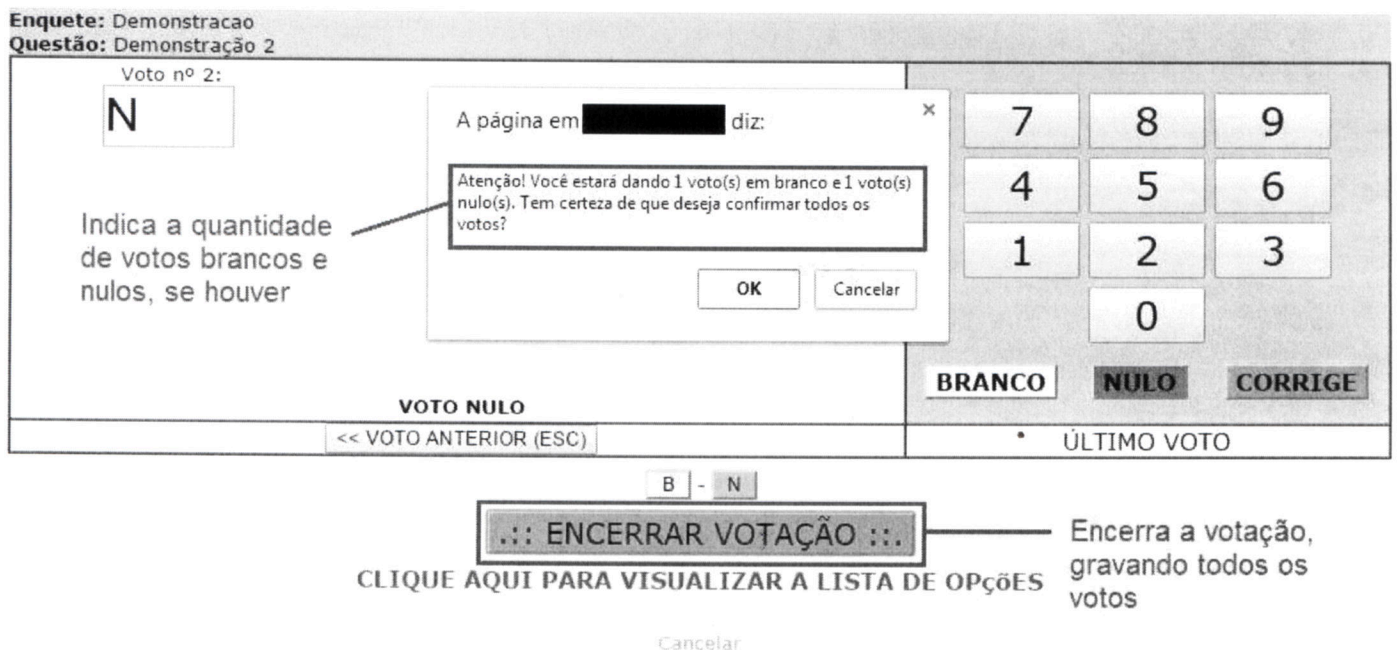 Enquete: Demonstracao
Questão: Demonstração 2
Voto nº 2:
N
A página em diz:
×
Atenção! Você estará dando 1 voto(s) em branco e 1 voto(s)
nulo(s). Tem certeza de que deseja confirmar todos os
votos?
OK Cancelar
Indica a quantidade
de votos brancos e
nulos, se houver
7 8 9
4 5 6
1 2 3
0
BRANCO NULO CORRIGE
VOTO NULO
<< VOTO ANTERIOR (ESC)
ÚLTIMO VOTO
B - N
.:: ENCERRAR VOTAÇÃO ::.
Encerra a votação,
gravando todos os
votos
CLIQUE AQUI PARA VISUALIZAR A LISTA DE OPçõES
Cancelar